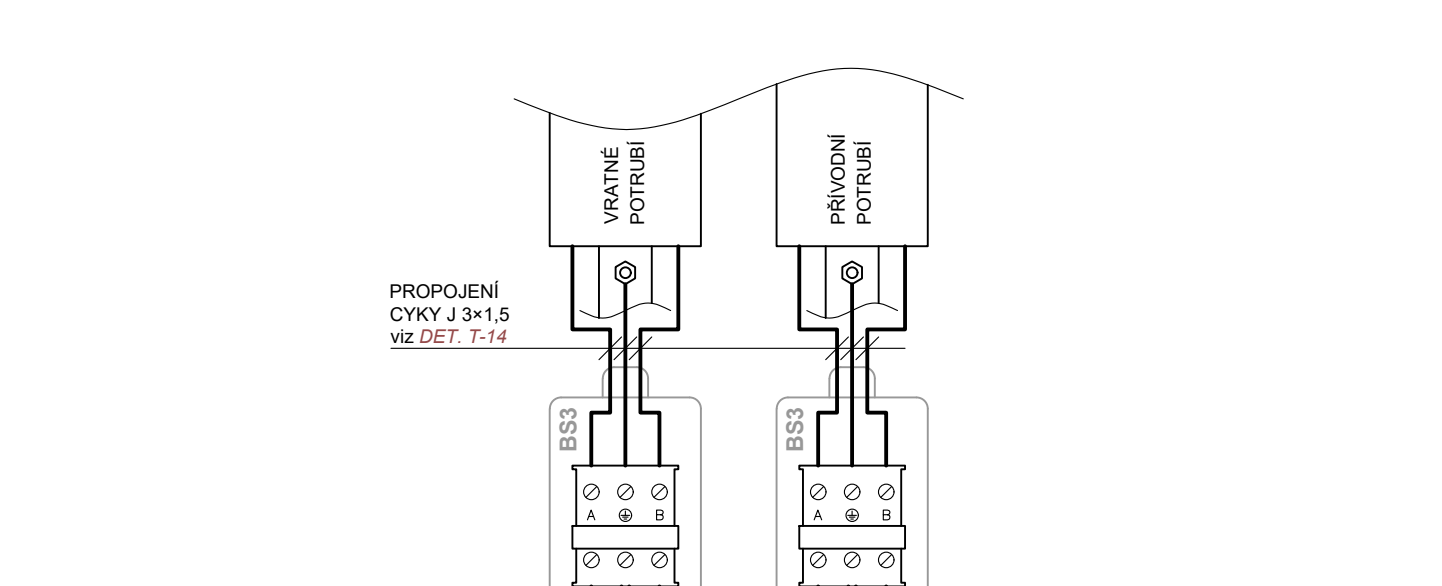 VRATNÉ
POTRUBÍ
PŘÍVODNÍ
POTRUBÍ
PROPOJENÍ
CYKY J 3×1,5
viz DET. T-14
BS3
BS3
A B
A B